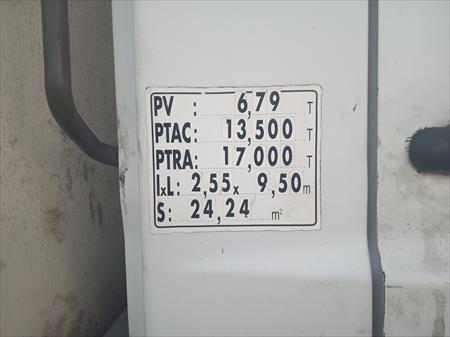 PV : 6,79 T
PTAC: 13,500 T
PTRA: 17,000 T
lxL: 2,55x 9,50m
S: 24,24 m²